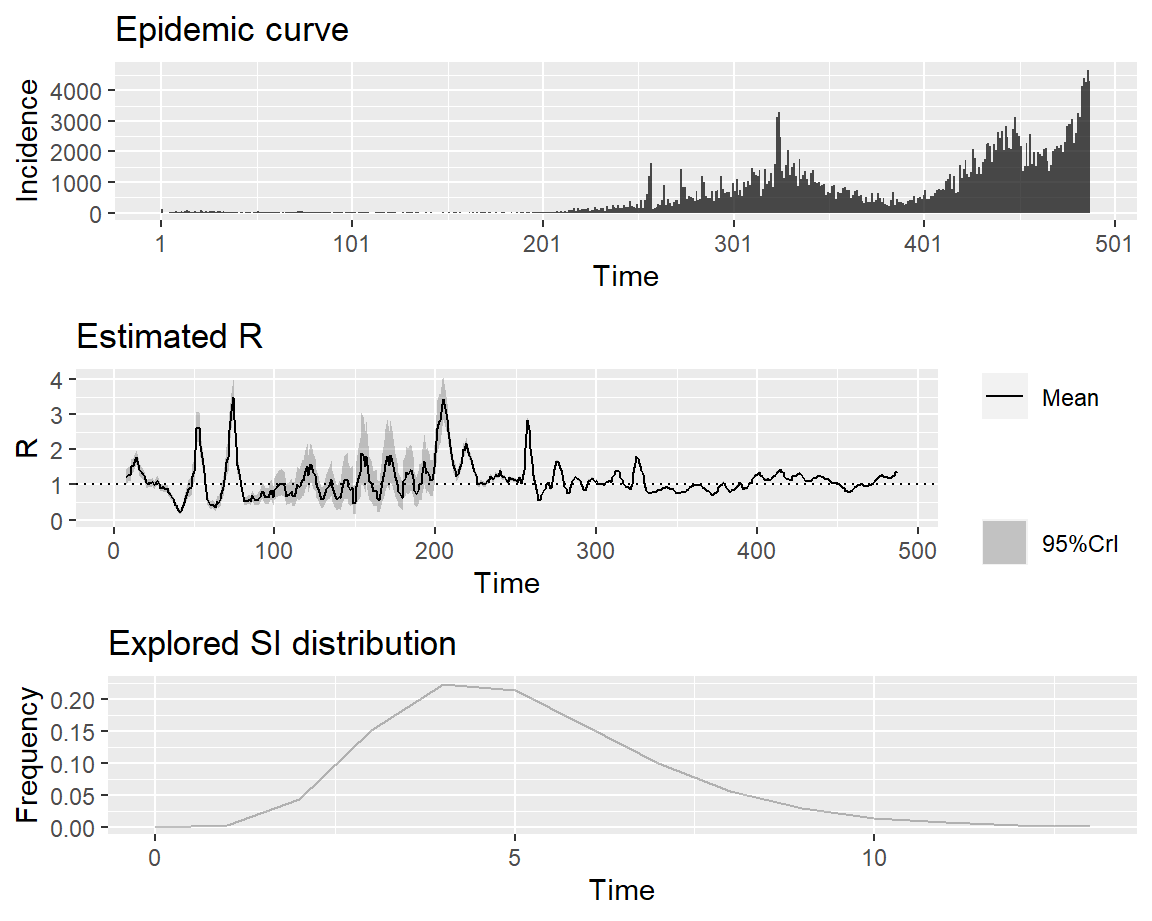 Epidemic curve
Incidence
4000
3000
2000
1000
0
1 101 201 301 401 501
Time
Estimated R
R
4
3
2
1
0
0 100 200 300 400 500
Time
Mean
95%CrI
Explored SI distribution
Frequency
0.20
0.15
0.10
0.05
0.00
0 5 10
Time